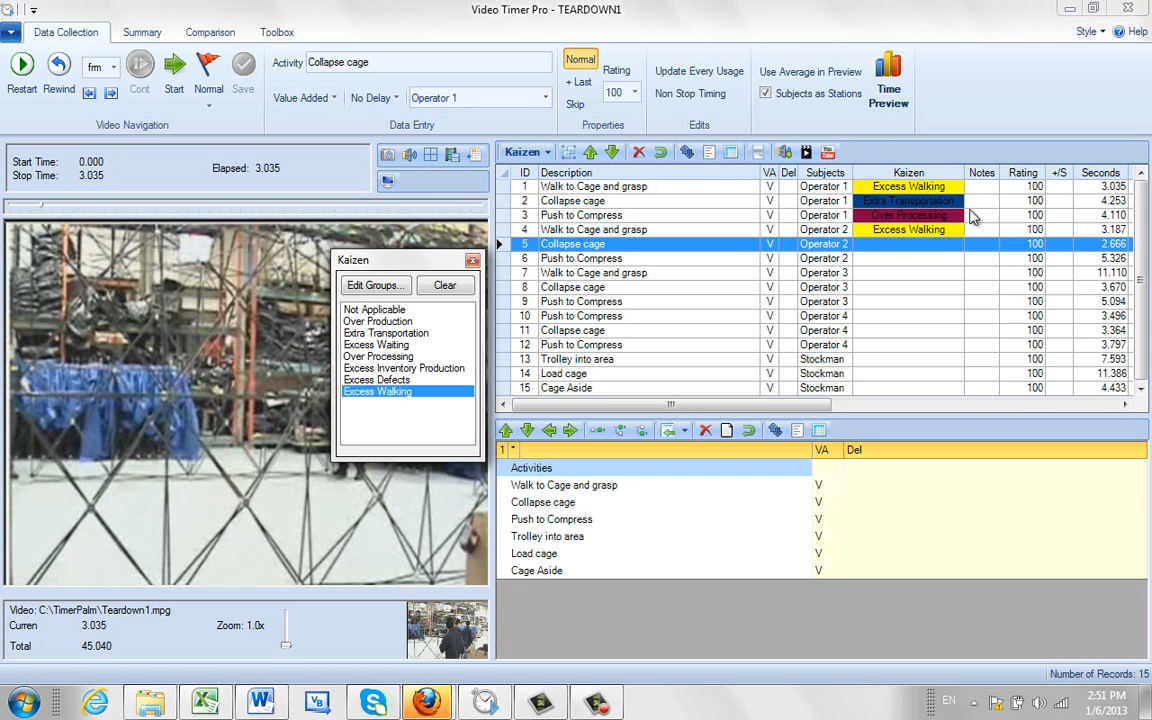 Video Timer Pro - TEARDOWN1
Data Collection Summary Comparison Toolbox Style Help
Restart Rewind fm Cont Start Normal Save
Video Navigation
Activity Collapse cage
Value Added No Delay Operator 1
Data Entry
Normal
+ Last
Skip
Rating
100
Properties
Update Every Usage
Non Stop Timing
Edits
Use Average in Preview
Subjects as Stations
Time
Preview
Start Time: 0.000
Stop Time: 3.035
Elapsed: 3.035
Kaizen
You
Tube
ID Description VA Del Subjects Kaizen Notes Rating +/S Seconds
1 Walk to Cage and grasp V Operator 1 Excess Walking 100 3.035
2 Collapse cage V Operator 1 Extra Transportation 100 4.253
3 Push to Compress V Operator 1 Over Processing 100 4.110
4 Walk to Cage and grasp V Operator 2 Excess Walking 100 3.187
5 Collapse cage V Operator 2 100 2.666
6 Push to Compress V Operator 2 100 5.326
7 Walk to Cage and grasp V Operator 3 100 11.110
8 Collapse cage V Operator 3 100 3.670
9 Push to Compress V Operator 3 100 5.094
10 Push to Compress V Operator 4 100 3.496
11 Collapse cage V Operator 4 100 3.364
12 Push to Compress V Operator 4 100 3.797
13 Trolley into area V Stockman 100 7.593
14 Load cage V Stockman 100 11.386
15 Cage Aside V Stockman 100 4.433
Kaizen
Edit Groups... Clear
Not Applicable
Over Production
Extra Transportation
Excess Waiting
Over Processing
Excess Inventory Production
Excess Defects
Excess Walking
1 * VA Del
Activities
Walk to Cage and grasp V
Collapse cage V
Push to Compress V
Trolley into area V
Load cage V
Cage Aside V
Video: C:\TimerPalm\Teardown1.mpg
Curren 3.035 Zoom: 1.0x
Total 45.040
Number of Records: 15
EN
2:51 PM
1/6/2013